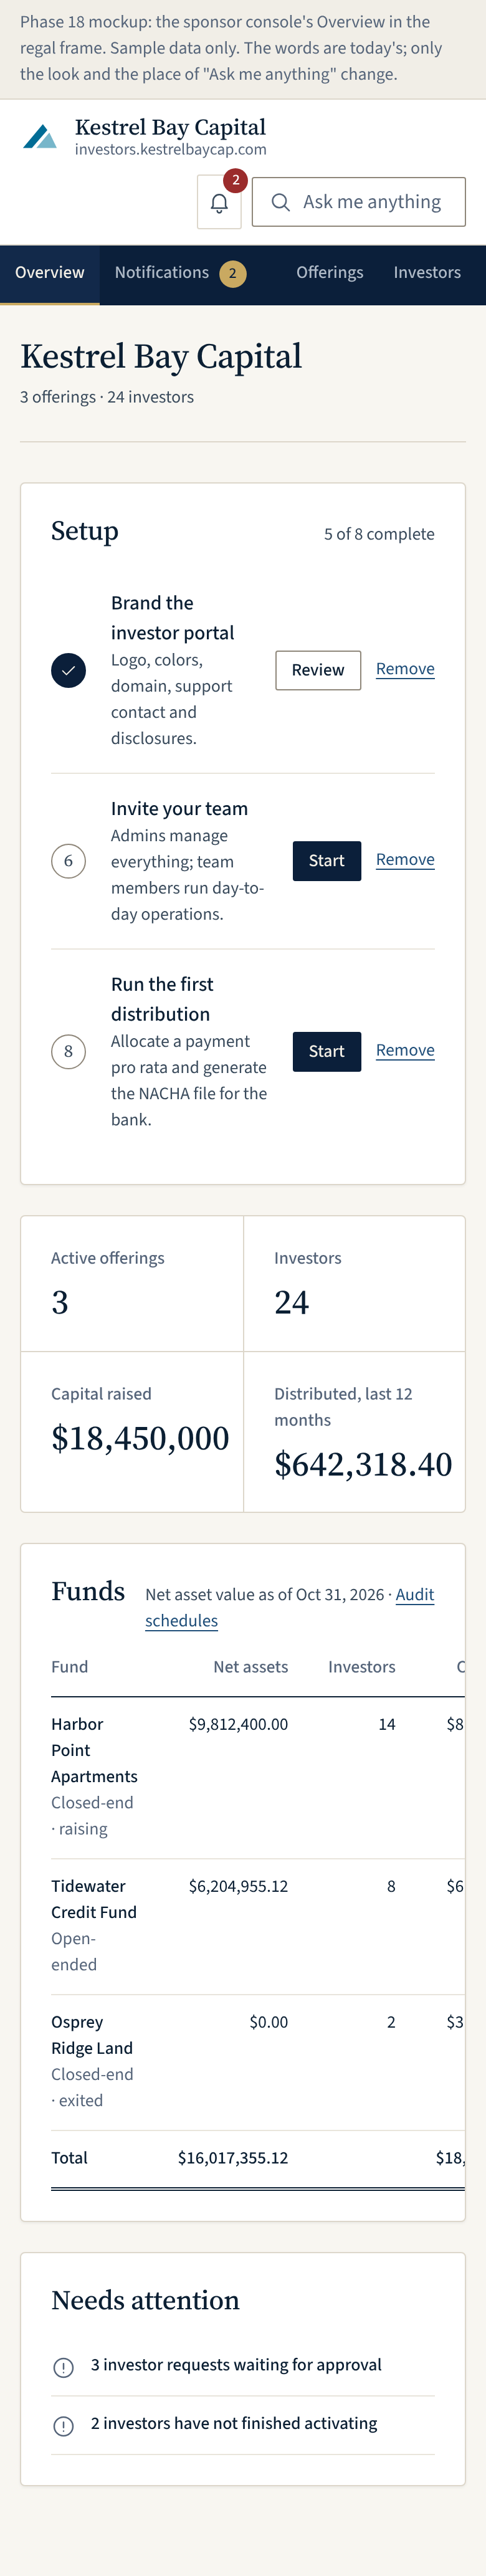 Phase 18 mockup: the sponsor console's Overview in the
regal frame. Sample data only. The words are today's; only
the look and the place of "Ask me anything" change.
Kestrel Bay Capital
investors.kestrelbaycap.com
2
Ask me anything
Overview Notifications 2 Offerings Investors
Kestrel Bay Capital
3 offerings · 24 investors
Setup 5 of 8 complete
Brand the
investor portal
Logo, colors,
domain, support
contact and
disclosures.
Review Remove
6
Invite your team
Admins manage
everything; team
members run day-to-
day operations.
Start Remove
8
Run the first
distribution
Allocate a payment
pro rata and generate
the NACHA file for the
bank.
Start Remove
Active offerings
3
Investors
24
Capital raised
$18,450,000
Distributed, last 12
months
$642,318.40
Funds
Net asset value as of Oct 31, 2026 · Audit
schedules
Fund Net assets Investors C
Harbor
Point
Apartments
Closed-end
· raising
$9,812,400.00 14 $8
Tidewater
Credit Fund
Open-
ended
$6,204,955.12 8 $6
Osprey
Ridge Land
Closed-end
· exited
$0.00 2 $3
Total $16,017,355.12 $18,
Needs attention
3 investor requests waiting for approval
2 investors have not finished activating